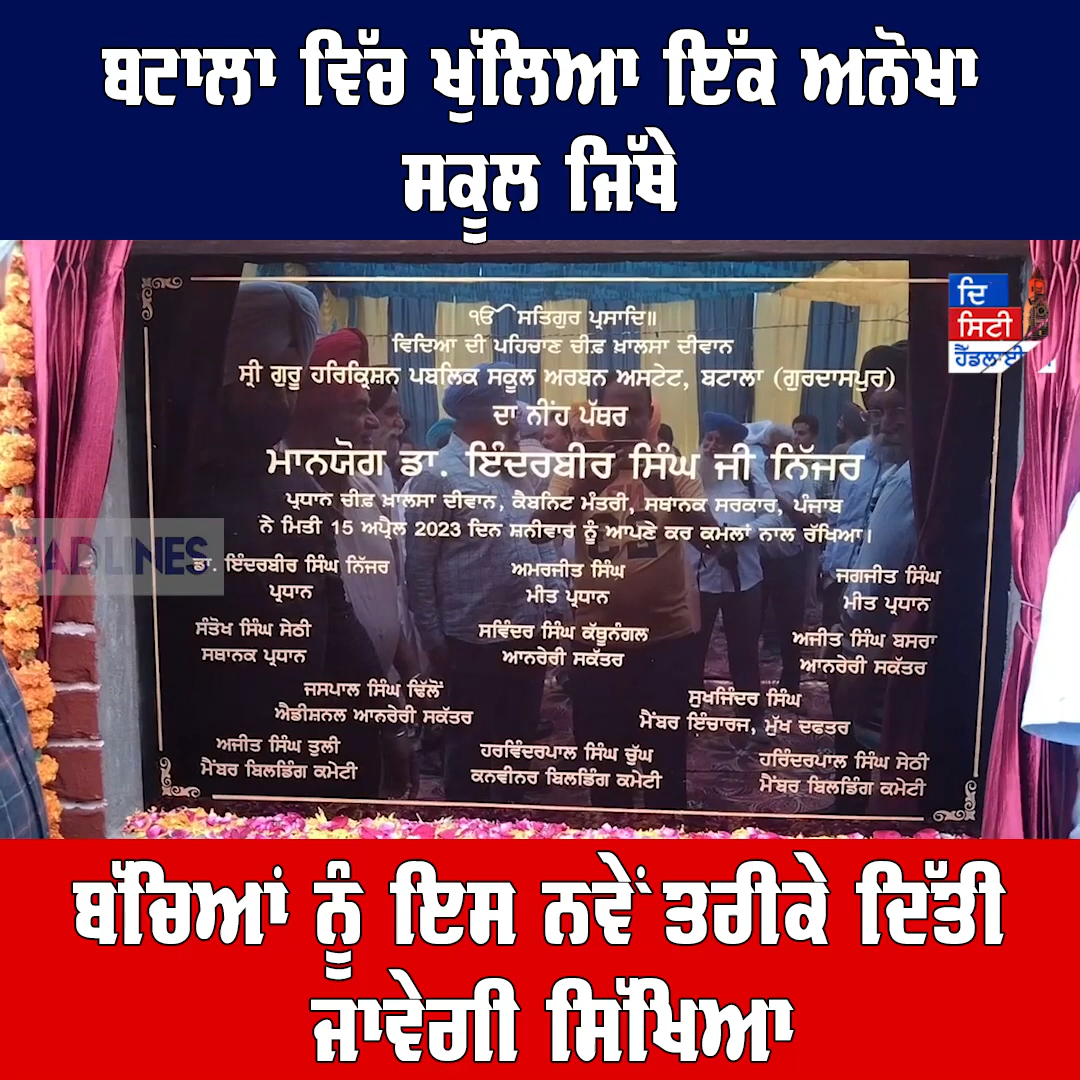 ਬਟਾਲਾ ਵਿੱਚ ਖੁੱਲਿਆ ਇੱਕ ਅਨੋਖਾ
ਸਕੂਲ ਜਿੱਥੇ
ਦਿ
ਸਿਟੀ
ਹੈੱਡਲਾਈ
ੴ ਸਤਿਗੁਰ ਪ੍ਰਸਾਦਿ॥
ਵਿਦਿਆ ਦੀ ਪਹਿਚਾਣ ਚੀਫ਼ ਖ਼ਾਲਸਾ ਦੀਵਾਨ
ਸ੍ਰੀ ਗੁਰੂ ਹਰਿਕ੍ਰਿਸ਼ਨ ਪਬਲਿਕ ਸਕੂਲ ਅਰਬਨ ਅਸਟੇਟ, ਬਟਾਲਾ (ਗੁਰਦਾਸਪੁਰ)
ਦਾ ਨੀਂਹ ਪੱਥਰ
ਮਾਨਯੋਗ ਡਾ. ਇੰਦਰਬੀਰ ਸਿੰਘ ਜੀ ਨਿੱਜਰ
ਪ੍ਰਧਾਨ ਚੀਫ਼ ਖ਼ਾਲਸਾ ਦੀਵਾਨ, ਕੈਬਨਿਟ ਮੰਤਰੀ, ਸਥਾਨਕ ਸਰਕਾਰ, ਪੰਜਾਬ
ਨੇ ਮਿਤੀ 15 ਅਪ੍ਰੈਲ 2023 ਦਿਨ ਸ਼ਨੀਵਾਰ ਨੂੰ ਆਪਣੇ ਕਰ ਕਮਲਾਂ ਨਾਲ ਰੱਖਿਆ।
EADLINES
ਡਾ. ਇੰਦਰਬੀਰ ਸਿੰਘ ਨਿੱਜਰ
ਪ੍ਰਧਾਨ
ਅਮਰਜੀਤ ਸਿੰਘ
ਮੀਤ ਪ੍ਰਧਾਨ
ਜਗਜੀਤ ਸਿੰਘ
ਮੀਤ ਪ੍ਰਧਾਨ
ਸੰਤੋਖ ਸਿੰਘ ਸੇਠੀ
ਸਥਾਨਕ ਪ੍ਰਧਾਨ
ਸਵਿੰਦਰ ਸਿੰਘ ਕੱਥੂਨੰਗਲ
ਆਨਰੇਰੀ ਸਕੱਤਰ
ਅਜੀਤ ਸਿੰਘ ਬਸਰਾ
ਆਨਰੇਰੀ ਸਕੱਤਰ
ਜਸਪਾਲ ਸਿੰਘ ਢਿੱਲੋਂ
ਐਡੀਸ਼ਨਲ ਆਨਰੇਰੀ ਸਕੱਤਰ
ਸੁਖਜਿੰਦਰ ਸਿੰਘ
ਮੈਂਬਰ ਇੰਚਾਰਜ, ਮੁੱਖ ਦਫਤਰ
ਅਜੀਤ ਸਿੰਘ ਤੁਲੀ
ਮੈਂਬਰ ਬਿਲਡਿੰਗ ਕਮੇਟੀ
ਹਰਵਿੰਦਰਪਾਲ ਸਿੰਘ ਚੁੱਘ
ਕਨਵੀਨਰ ਬਿਲਡਿੰਗ ਕਮੇਟੀ
ਹਰਿੰਦਰਪਾਲ ਸਿੰਘ ਸੇਠੀ
ਮੈਂਬਰ ਬਿਲਡਿੰਗ ਕਮੇਟੀ
ਬੱਚਿਆਂ ਨੂੰ ਇਸ ਨਵੇਂ ਤਰੀਕੇ ਦਿੱਤੀ
ਜਾਵੇਗੀ ਸਿੱਖਿਆ